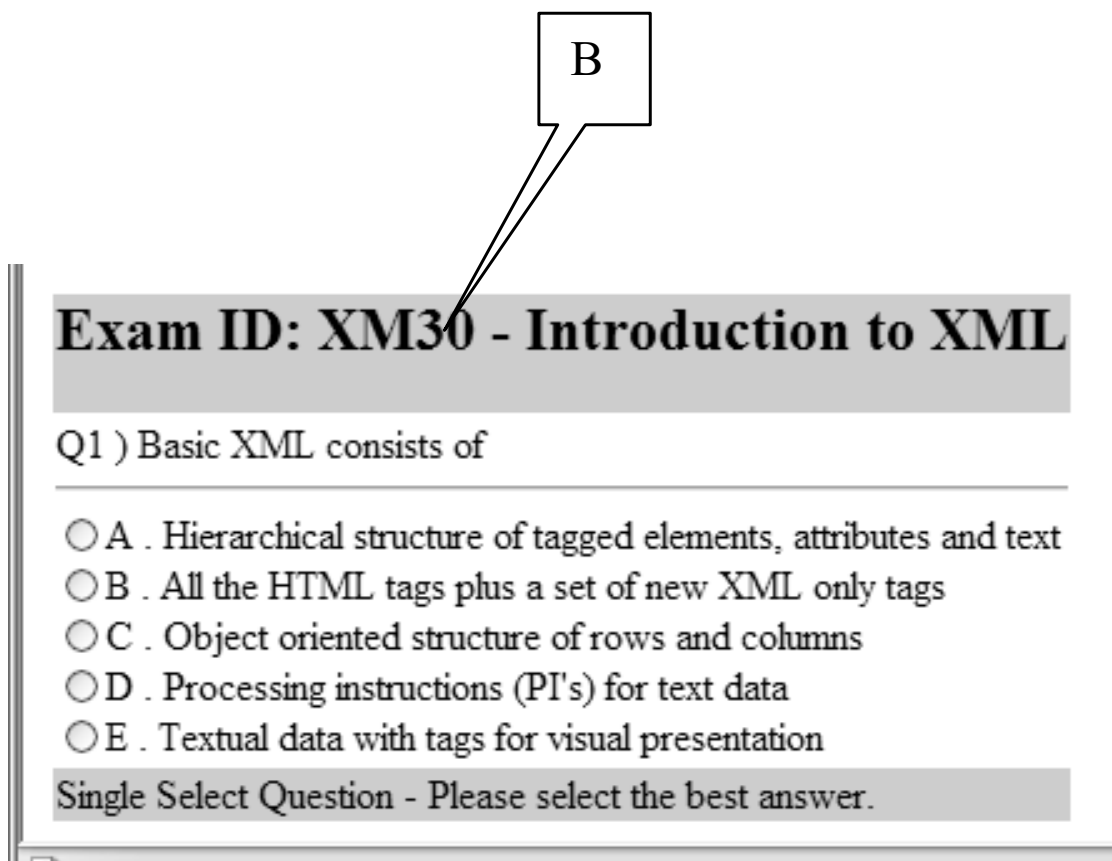 B
Exam ID: XM30 - Introduction to XML
Q1 ) Basic XML consists of
A . Hierarchical structure of tagged elements, attributes and text
B . All the HTML tags plus a set of new XML only tags
C . Object oriented structure of rows and columns
D . Processing instructions (PI's) for text data
E . Textual data with tags for visual presentation
Single Select Question - Please select the best answer.